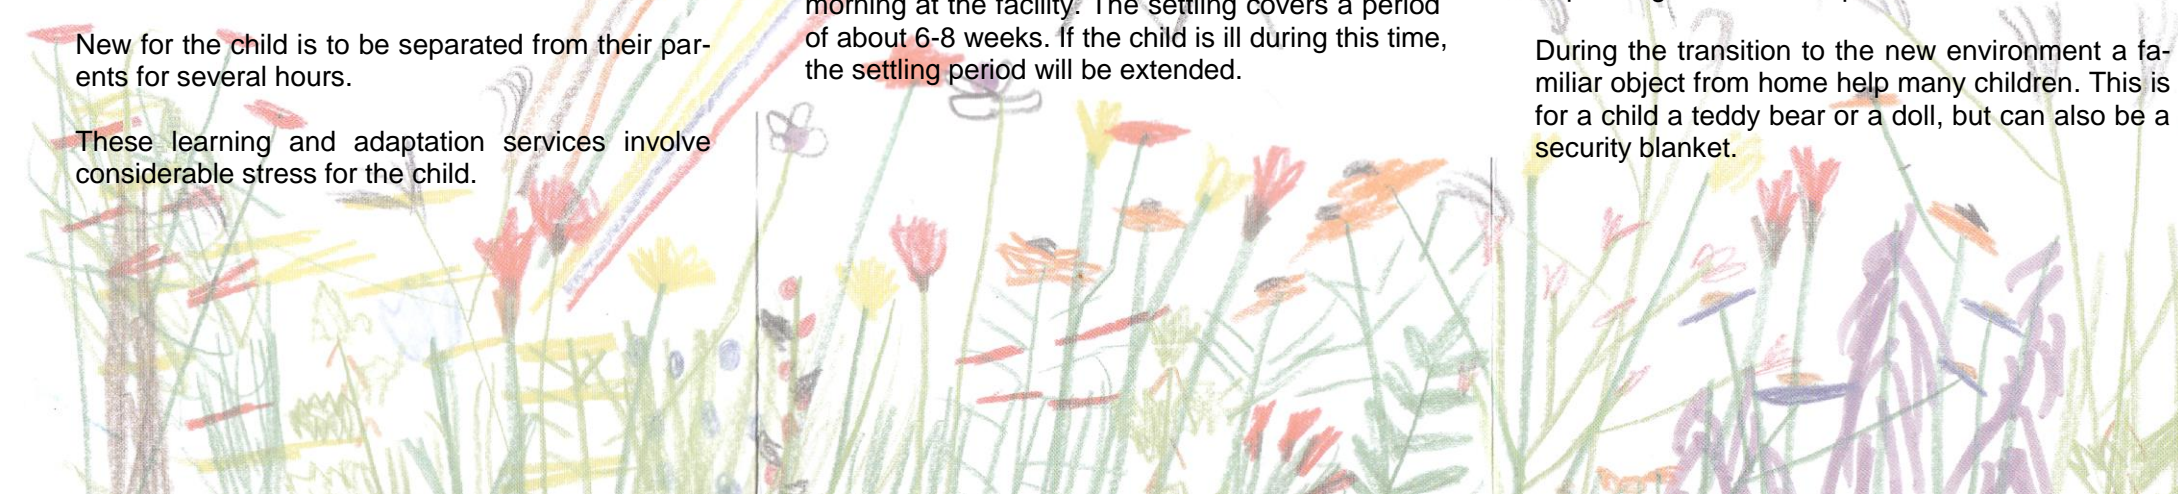 New for the child is to be separated from their par-
ents for several hours.
These learning and adaptation services involve
considerable stress for the child.
morning at the facility. The settling covers a period
of about 6-8 weeks. If the child is ill during this time,
the settling period will be extended.
During the transition to the new environment a fa-
miliar object from home help many children. This is
for a child a teddy bear or a doll, but can also be a
security blanket.